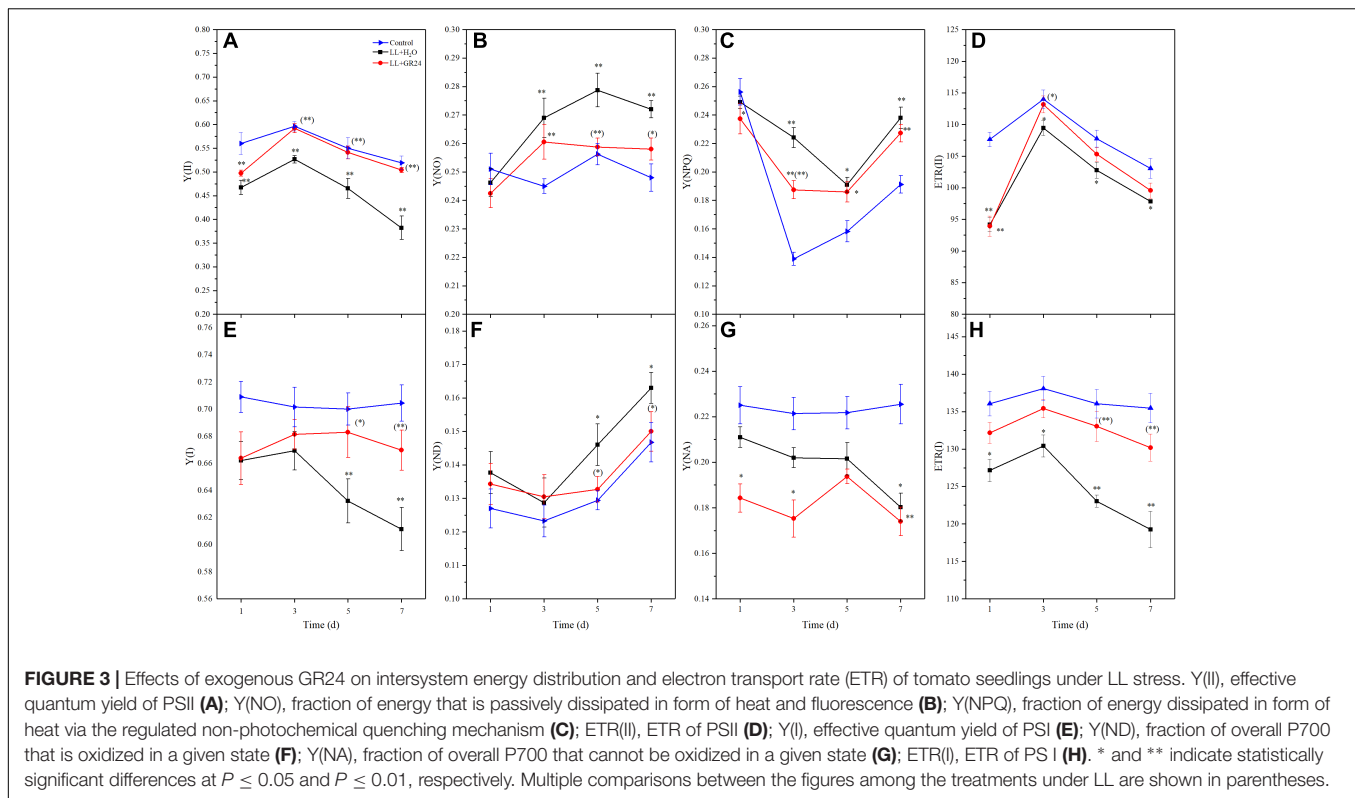 A
B
C
D
Control
LL+H₂O
LL+GR24
Y(II)
0.80
0.75
0.70
0.65
0.60
0.55
0.50
0.45
0.40
0.35
0.30
0.25
0.20
** ** ** (**) ** (**) ** (**) **
Y(NO)
0.30
0.29
0.28
0.27
0.26
0.25
0.24
0.23
0.22
0.21
0.20
** ** ** (**) ** (*)
Y(NPQ)
0.30
0.28
0.26
0.24
0.22
0.20
0.18
0.16
0.14
0.12
0.10
* ** **(**) * * ** **
ETR(II)
120
115
110
105
100
95
90
85
80
** ** (*) * * *
E
F
G
H
Y(I)
0.76
0.74
0.72
0.70
0.68
0.66
0.64
0.62
0.60
0.58
0.56
(*) ** (**) **
1 3 5 7
Time (d)
Y(ND)
0.17
0.16
0.15
0.14
0.13
0.12
0.11
0.10
* (*) * (*)
1 3 5 7
Time (d)
Y(NA)
0.26
0.24
0.22
0.20
0.18
0.16
0.14
* * * **
1 3 5 7
Time (d)
ETR(I)
145
140
135
130
125
120
115
110
* * (**) ** (**) **
1 3 5 7
Time (d)
FIGURE 3 | Effects of exogenous GR24 on intersystem energy distribution and electron transport rate (ETR) of tomato seedlings under LL stress. Y(II), effective
quantum yield of PSII (A); Y(NO), fraction of energy that is passively dissipated in form of heat and fluorescence (B); Y(NPQ), fraction of energy dissipated in form of
heat via the regulated non-photochemical quenching mechanism (C); ETR(II), ETR of PSII (D); Y(I), effective quantum yield of PSI (E); Y(ND), fraction of overall P700
that is oxidized in a given state (F); Y(NA), fraction of overall P700 that cannot be oxidized in a given state (G); ETR(I), ETR of PS I (H). * and ** indicate statistically
significant differences at P ≤ 0.05 and P ≤ 0.01, respectively. Multiple comparisons between the figures among the treatments under LL are shown in parentheses.